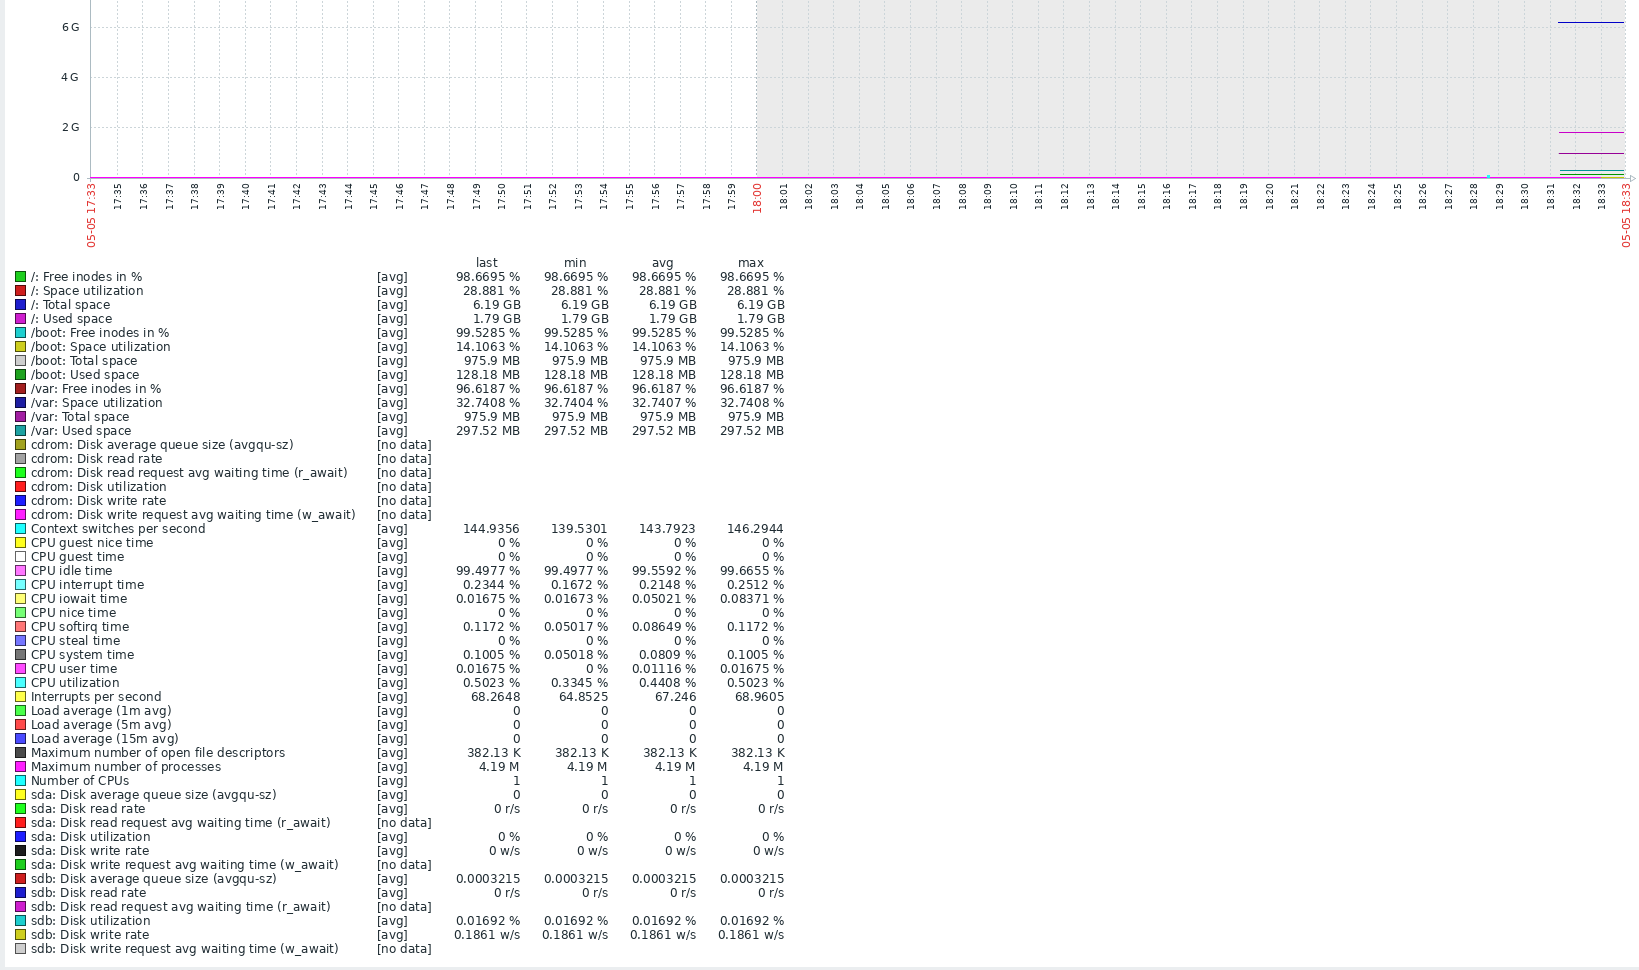 6 G
4 G
2 G
0
05-05 17:33 17:35 17:36 17:37 17:38 17:39 17:40 17:41 17:42 17:43 17:44 17:45 17:46 17:47 17:48 17:49 17:50 17:51 17:52 17:53 17:54 17:55 17:56 17:57 17:58 17:59 18:00 18:01 18:02 18:03 18:04 18:05 18:06 18:07 18:08 18:09 18:10 18:11 18:12 18:13 18:14 18:15 18:16 18:17 18:18 18:19 18:20 18:21 18:22 18:23 18:24 18:25 18:26 18:27 18:28 18:29 18:30 18:31 18:32 18:33 05-05 18:33
last min avg max
/: Free inodes in % [avg] 98.6695 % 98.6695 % 98.6695 % 98.6695 %
/: Space utilization [avg] 28.881 % 28.881 % 28.881 % 28.881 %
/: Total space [avg] 6.19 GB 6.19 GB 6.19 GB 6.19 GB
/: Used space [avg] 1.79 GB 1.79 GB 1.79 GB 1.79 GB
/boot: Free inodes in % [avg] 99.5285 % 99.5285 % 99.5285 % 99.5285 %
/boot: Space utilization [avg] 14.1063 % 14.1063 % 14.1063 % 14.1063 %
/boot: Total space [avg] 975.9 MB 975.9 MB 975.9 MB 975.9 MB
/boot: Used space [avg] 128.18 MB 128.18 MB 128.18 MB 128.18 MB
/var: Free inodes in % [avg] 96.6187 % 96.6187 % 96.6187 % 96.6187 %
/var: Space utilization [avg] 32.7408 % 32.7404 % 32.7407 % 32.7408 %
/var: Total space [avg] 975.9 MB 975.9 MB 975.9 MB 975.9 MB
/var: Used space [avg] 297.52 MB 297.52 MB 297.52 MB 297.52 MB
cdrom: Disk average queue size (avgqu-sz) [no data]
cdrom: Disk read rate [no data]
cdrom: Disk read request avg waiting time (r_await) [no data]
cdrom: Disk utilization [no data]
cdrom: Disk write rate [no data]
cdrom: Disk write request avg waiting time (w_await) [no data]
Context switches per second [avg] 144.9356 139.5301 143.7923 146.2944
CPU guest nice time [avg] 0 % 0 % 0 % 0 %
CPU guest time [avg] 0 % 0 % 0 % 0 %
CPU idle time [avg] 99.4977 % 99.4977 % 99.5592 % 99.6655 %
CPU interrupt time [avg] 0.2344 % 0.1672 % 0.2148 % 0.2512 %
CPU iowait time [avg] 0.01675 % 0.01673 % 0.05021 % 0.08371 %
CPU nice time [avg] 0 % 0 % 0 % 0 %
CPU softirq time [avg] 0.1172 % 0.05017 % 0.08649 % 0.1172 %
CPU steal time [avg] 0 % 0 % 0 % 0 %
CPU system time [avg] 0.1005 % 0.05018 % 0.0809 % 0.1005 %
CPU user time [avg] 0.01675 % 0 % 0.01116 % 0.01675 %
CPU utilization [avg] 0.5023 % 0.3345 % 0.4408 % 0.5023 %
Interrupts per second [avg] 68.2648 64.8525 67.246 68.9605
Load average (1m avg) [avg] 0 0 0 0
Load average (5m avg) [avg] 0 0 0 0
Load average (15m avg) [avg] 0 0 0 0
Maximum number of open file descriptors [avg] 382.13 K 382.13 K 382.13 K 382.13 K
Maximum number of processes [avg] 4.19 M 4.19 M 4.19 M 4.19 M
Number of CPUs [avg] 1 1 1 1
sda: Disk average queue size (avgqu-sz) [avg] 0 0 0 0
sda: Disk read rate [avg] 0 r/s 0 r/s 0 r/s 0 r/s
sda: Disk read request avg waiting time (r_await) [no data]
sda: Disk utilization [avg] 0 % 0 % 0 % 0 %
sda: Disk write rate [avg] 0 w/s 0 w/s 0 w/s 0 w/s
sda: Disk write request avg waiting time (w_await) [no data]
sdb: Disk average queue size (avgqu-sz) [avg] 0.0003215 0.0003215 0.0003215 0.0003215
sdb: Disk read rate [avg] 0 r/s 0 r/s 0 r/s 0 r/s
sdb: Disk read request avg waiting time (r_await) [no data]
sdb: Disk utilization [avg] 0.01692 % 0.01692 % 0.01692 % 0.01692 %
sdb: Disk write rate [avg] 0.1861 w/s 0.1861 w/s 0.1861 w/s 0.1861 w/s
sdb: Disk write request avg waiting time (w_await) [no data]